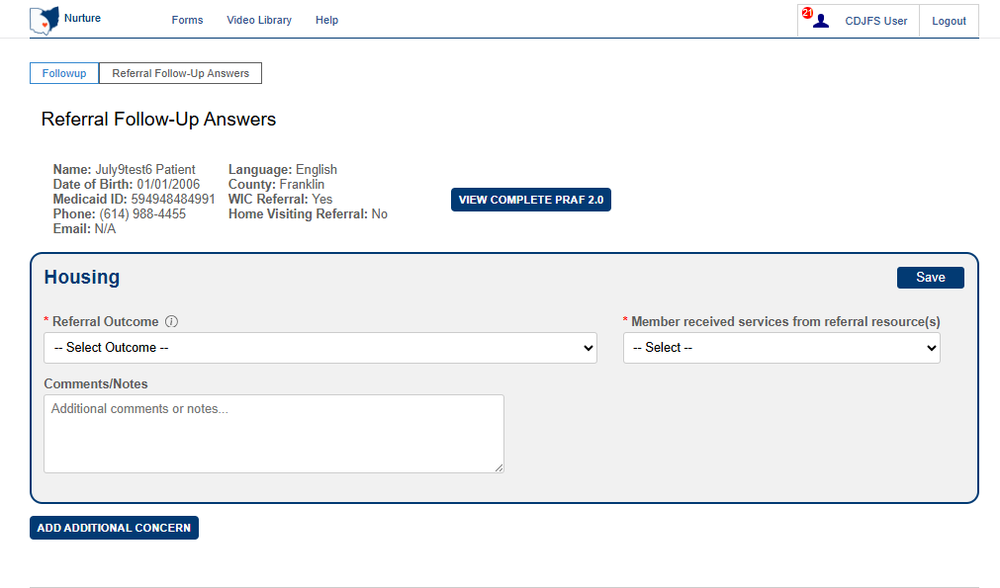 Nurture
Forms Video Library Help
21
CDJFS User Logout
Followup Referral Follow-Up Answers
Referral Follow-Up Answers
Name: July9test6 Patient Language: English
Date of Birth: 01/01/2006 County: Franklin
Medicaid ID: 594948484991 WIC Referral: Yes
Phone: (614) 988-4455 Home Visiting Referral: No
Email: N/A
VIEW COMPLETE PRAF 2.0
Housing
Save
* Referral Outcome i * Member received services from referral resource(s)
-- Select Outcome -- -- Select --
Comments/Notes
Additional comments or notes...
ADD ADDITIONAL CONCERN